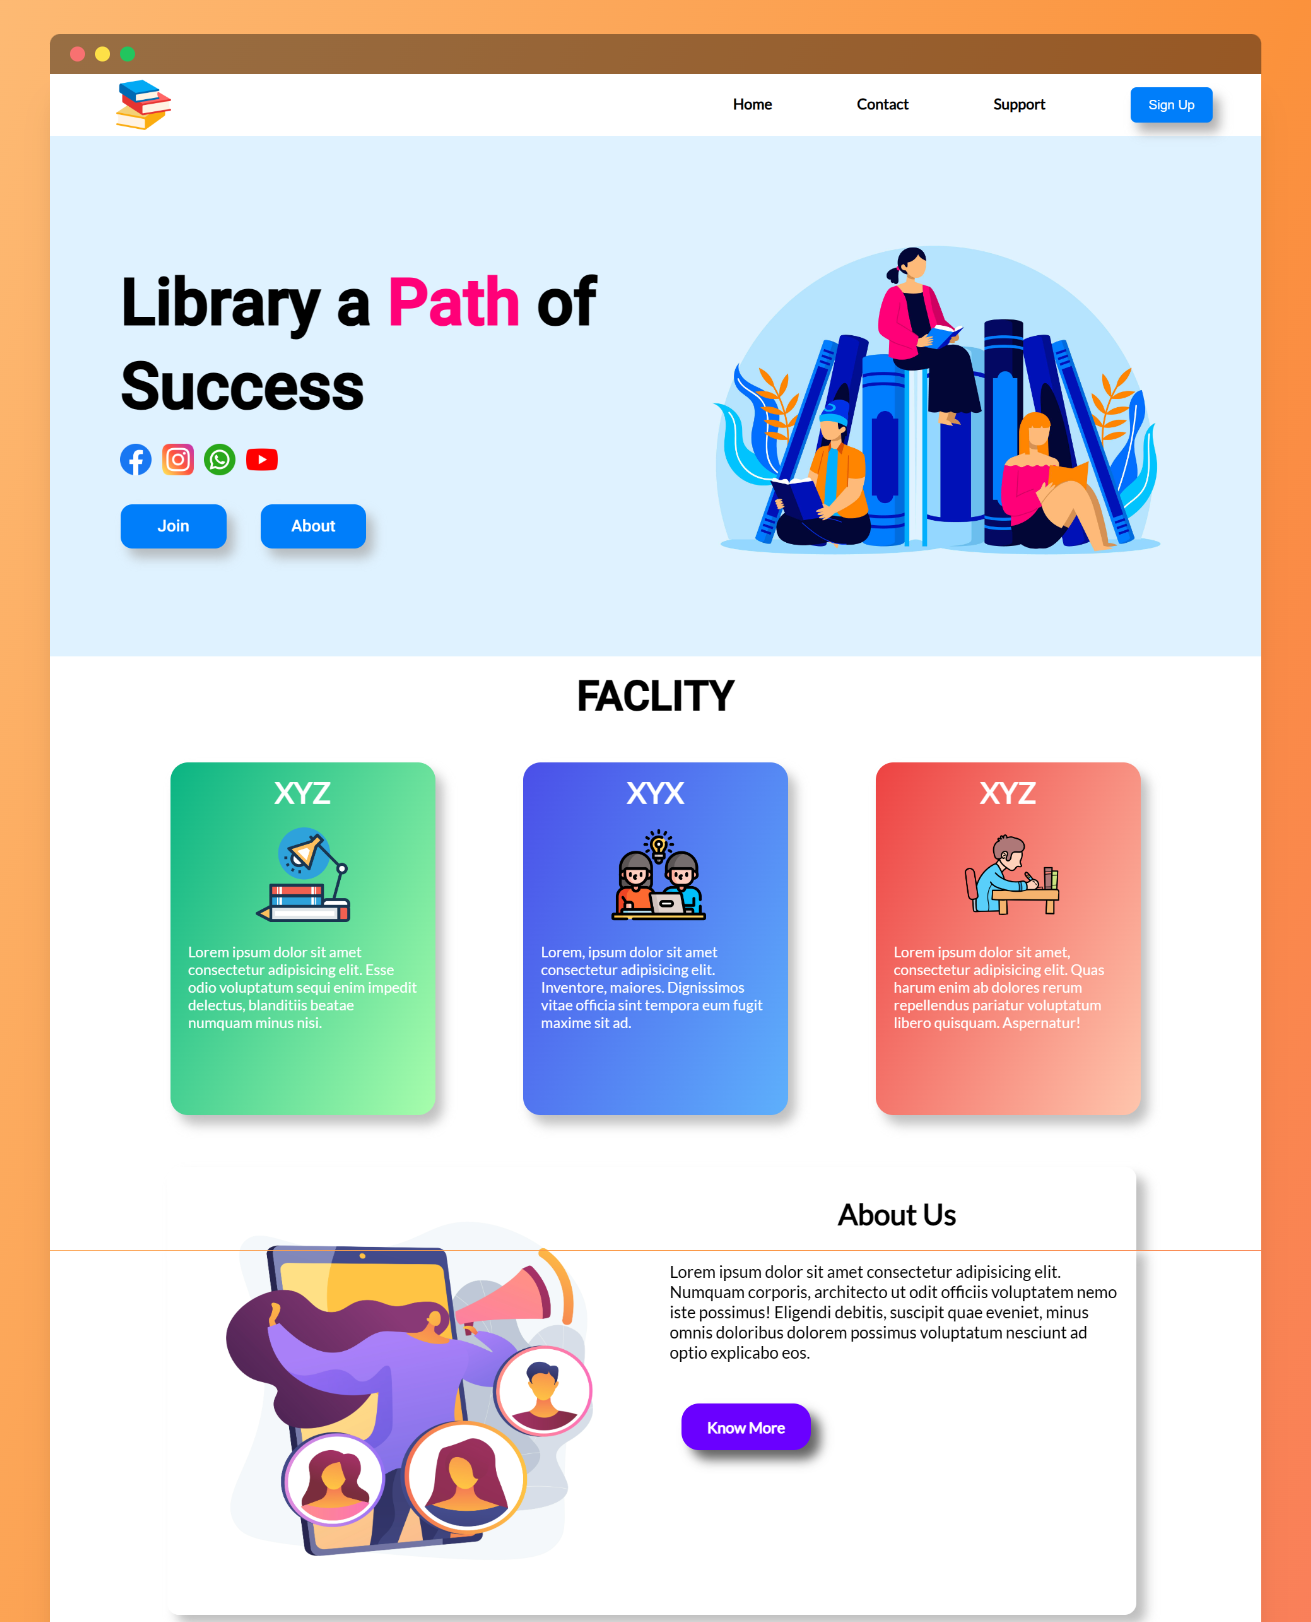 Home
Contact
Support
Sign Up
Library a Path of
Success
Join
About
FACLITY
XYZ
Lorem ipsum dolor sit amet
consectetur adipisicing elit. Esse
odio voluptatum sequi enim impedit
delectus, blanditiis beatae
numquam minus nisi.
XYX
Lorem, ipsum dolor sit amet
consectetur adipisicing elit.
Inventore, maiores. Dignissimos
vitae officia sint tempora eum fugit
maxime sit ad.
XYZ
Lorem ipsum dolor sit amet,
consectetur adipisicing elit. Quas
harum enim ab dolores rerum
repellendus pariatur voluptatum
libero quisquam. Aspernatur!
About Us
Lorem ipsum dolor sit amet consectetur adipisicing elit.
Numquam corporis, architecto ut odit officiis voluptatem nemo
iste possimus! Eligendi debitis, suscipit quae eveniet, minus
omnis doloribus dolorem possimus voluptatum nesciunt ad
optio explicabo eos.
Know More